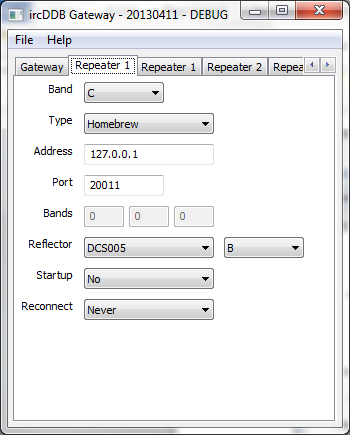 ircDDB Gateway - 20130411 - DEBUG
File Help
Gateway Repeater 1 Repeater 1 Repeater 2 Repea
Band C
Type Homebrew
Address 127.0.0.1
Port 20011
Bands 0 0 0
Reflector DCS005 B
Startup No
Reconnect Never